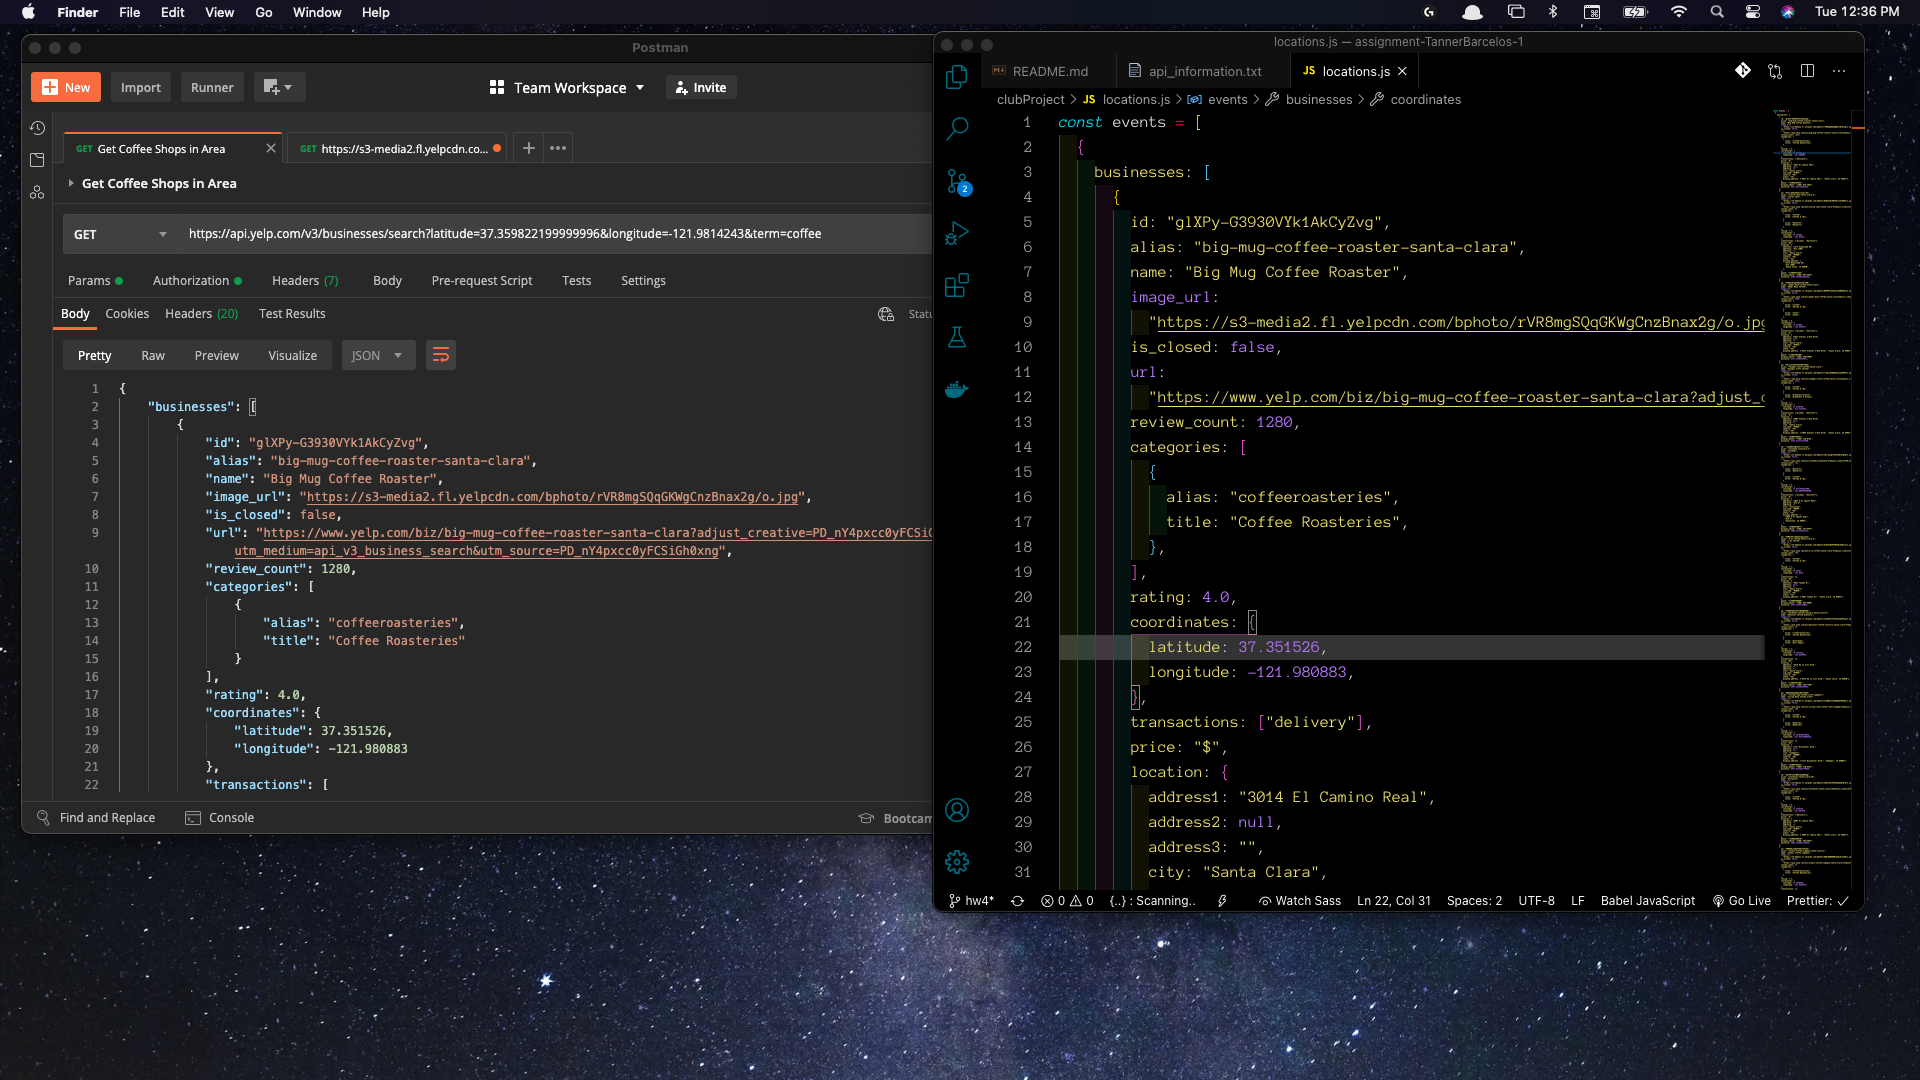 Finder File Edit View Go Window Help
Tue 12:36 PM
Postman
New Import Runner
Team Workspace
Invite
GET Get Coffee Shops in Area
GET https://s3-media2.fl.yelpcdn.co...
Get Coffee Shops in Area
GET
https://api.yelp.com/v3/businesses/search?latitude=37.359822199999996&longitude=-121.9814243&term=coffee
Params Authorization Headers (7) Body Pre-request Script Tests Settings
Body Cookies Headers (20) Test Results
Statu
Pretty Raw Preview Visualize JSON
1 {
2 "businesses": [
3 {
4 "id": "glXPy-G3930VYk1AkCyZvg",
5 "alias": "big-mug-coffee-roaster-santa-clara",
6 "name": "Big Mug Coffee Roaster",
7 "image_url": "https://s3-media2.fl.yelpcdn.com/bphoto/rVR8mgSQqGKWgCnzBnax2g/o.jpg",
8 "is_closed": false,
9 "url": "https://www.yelp.com/biz/big-mug-coffee-roaster-santa-clara?adjust_creative=PD_nY4pxcc0yFCSiG
utm_medium=api_v3_business_search&utm_source=PD_nY4pxcc0yFCSiGh0xng",
10 "review_count": 1280,
11 "categories": [
12 {
13 "alias": "coffeeroasteries",
14 "title": "Coffee Roasteries"
15 }
16 ],
17 "rating": 4.0,
18 "coordinates": {
19 "latitude": 37.351526,
20 "longitude": -121.980883
21 },
22 "transactions": [
Find and Replace Console
Bootcam
locations.js — assignment-TannerBarcelos-1
README.md
api_information.txt
JS locations.js
clubProject > JS locations.js > events > businesses > coordinates
2
1 const events = [
2 {
3 businesses: [
4 {
5 id: "glXPy-G3930VYk1AkCyZvg",
6 alias: "big-mug-coffee-roaster-santa-clara",
7 name: "Big Mug Coffee Roaster",
8 image_url:
9 "https://s3-media2.fl.yelpcdn.com/bphoto/rVR8mgSQqGKWgCnzBnax2g/o.jpg
10 is_closed: false,
11 url:
12 "https://www.yelp.com/biz/big-mug-coffee-roaster-santa-clara?adjust_c
13 review_count: 1280,
14 categories: [
15 {
16 alias: "coffeeroasteries",
17 title: "Coffee Roasteries",
18 },
19 ],
20 rating: 4.0,
21 coordinates: {
22 latitude: 37.351526,
23 longitude: -121.980883,
24 },
25 transactions: ["delivery"],
26 price: "$",
27 location: {
28 address1: "3014 El Camino Real",
29 address2: null,
30 address3: "",
31 city: "Santa Clara",
hw4* 0 0 {..} : Scanning.. Watch Sass Ln 22, Col 31 Spaces: 2 UTF-8 LF Babel JavaScript Go Live Prettier: ✓